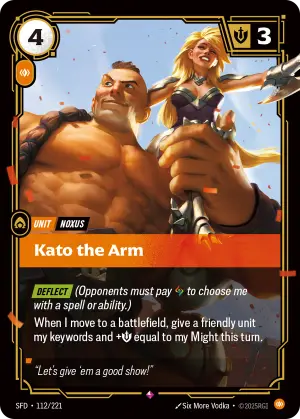 4
3
UNIT NOXUS
Kato the Arm
DEFLECT (Opponents must pay to choose me
with a spell or ability.)
When I move to a battlefield, give a friendly unit
my keywords and + equal to my Might this turn.
"Let's give 'em a good show!"
SFD • 112/221 Six More Vodka • ©2025RGI